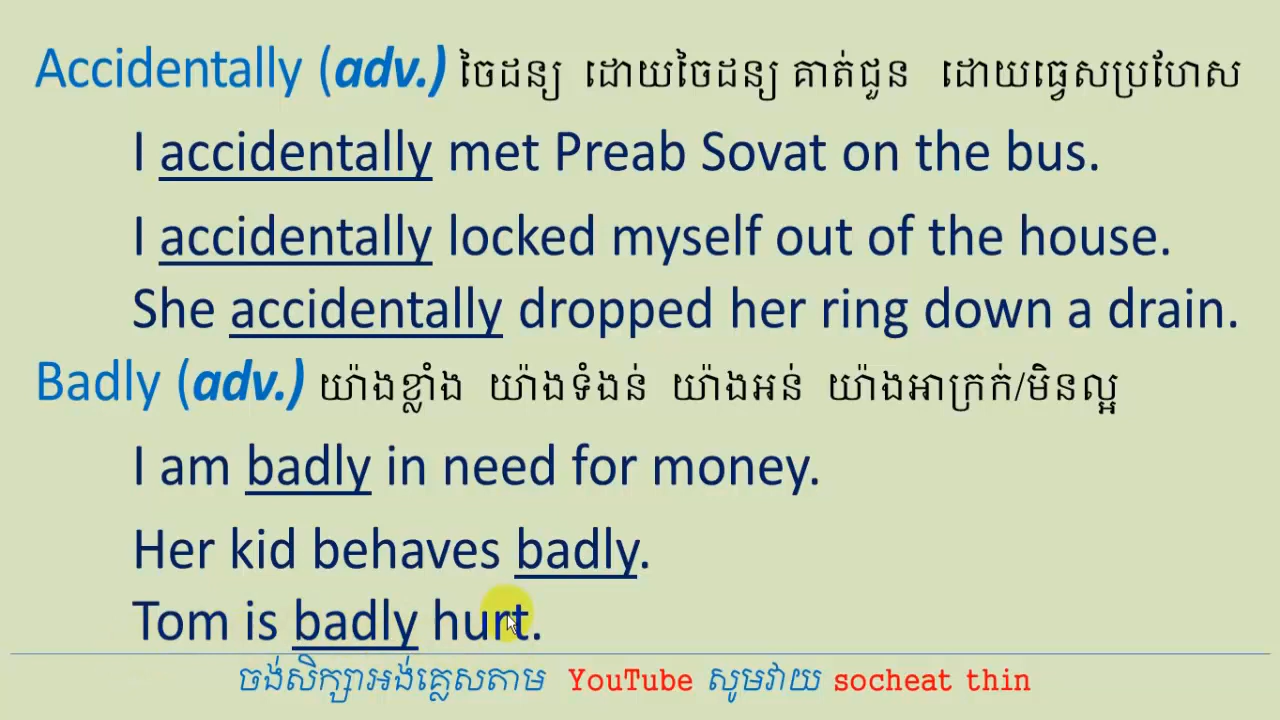 Accidentally (adv.) ចៃដន្យ ដោយចៃដន្យ គាត់ជួន ដោយធ្វេសប្រហែស
I accidentally met Preab Sovat on the bus.
I accidentally locked myself out of the house.
She accidentally dropped her ring down a drain.
Badly (adv.) យ៉ាងខ្លាំង យ៉ាងទំងន់ យ៉ាងអន់ យ៉ាងអាក្រក់/មិនល្អ
I am badly in need for money.
Her kid behaves badly.
Tom is badly hurt.
ចង់សិក្សាអង់គ្លេសតាម YouTube សូមវាយ socheat thin